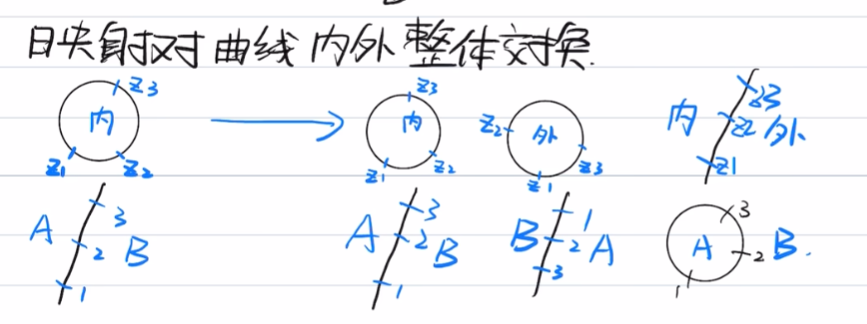 映射对曲线内外整体交换.
z3 z3 z3
内 内 z2 外 内 z2 外
z1 z2 z1 z2 z1 z3 z1
A 3 A 3 1 3
2 B 2 B B 2 A A 2 B.
1 1 3 1